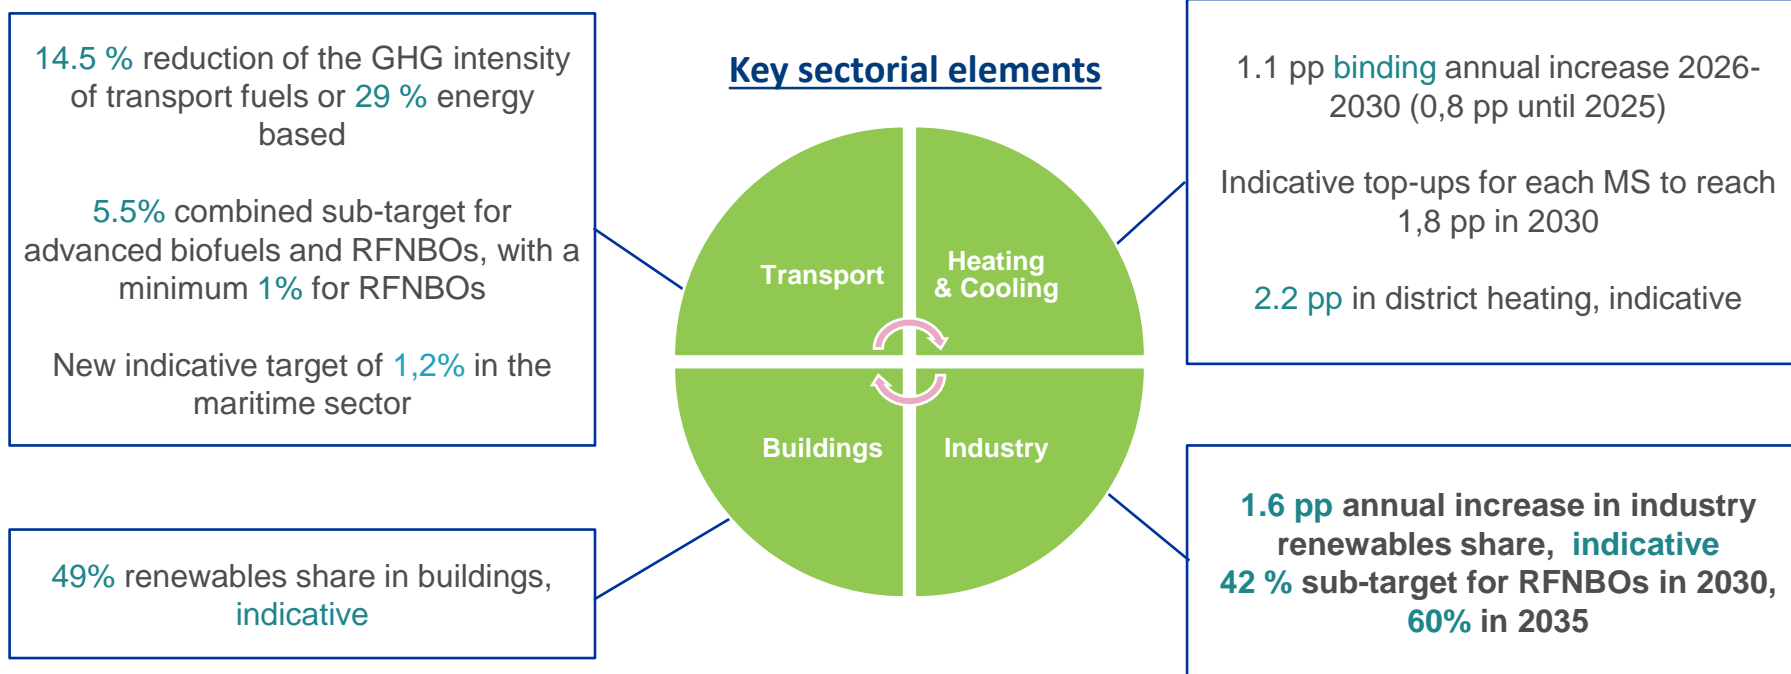 Key sectorial elements
14.5 % reduction of the GHG intensity
of transport fuels or 29 % energy
based
5.5% combined sub-target for
advanced biofuels and RFNBOs, with a
minimum 1% for RFNBOs
New indicative target of 1,2% in the
maritime sector
1.1 pp binding annual increase 2026-
2030 (0,8 pp until 2025)
Indicative top-ups for each MS to reach
1,8 pp in 2030
2.2 pp in district heating, indicative
Transport
Heating
& Cooling
Buildings
Industry
49% renewables share in buildings,
indicative
1.6 pp annual increase in industry
renewables share, indicative
42 % sub-target for RFNBOs in 2030,
60% in 2035